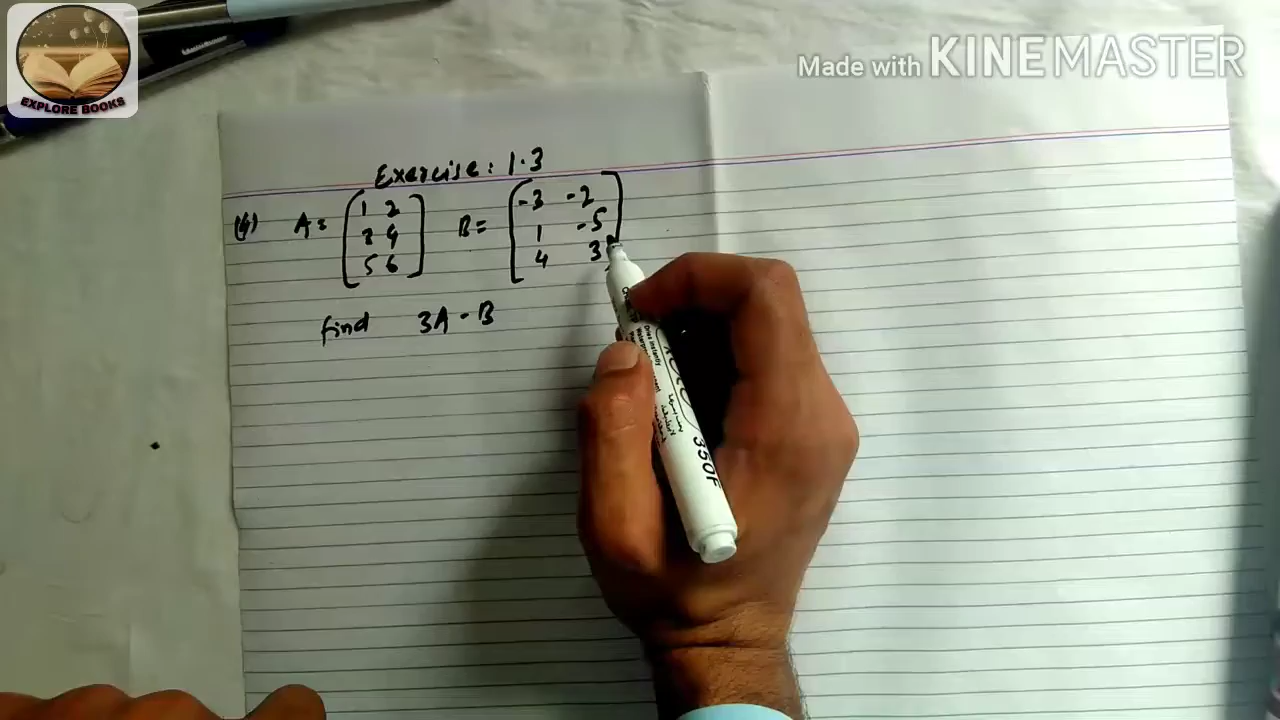 EXPLORE BOOKS
Made with KINEMASTER
Exercise: 1.3
(4) A= [1 2 B= [-3 -2
3 4] 1 -5
5 6 4 3]
find 3A - B
350F